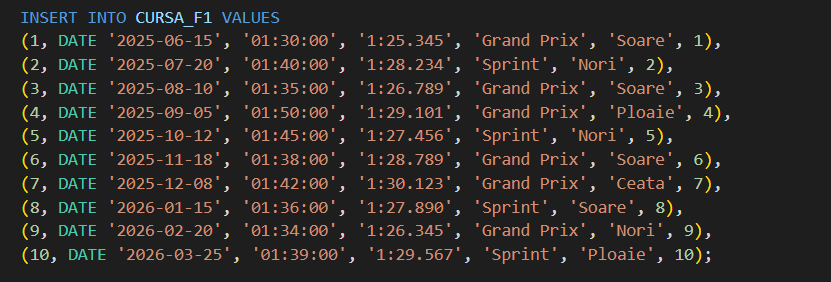 INSERT INTO CURSA_F1 VALUES
(1, DATE '2025-06-15', '01:30:00', '1:25.345', 'Grand Prix', 'Soare', 1),
(2, DATE '2025-07-20', '01:40:00', '1:28.234', 'Sprint', 'Nori', 2),
(3, DATE '2025-08-10', '01:35:00', '1:26.789', 'Grand Prix', 'Soare', 3),
(4, DATE '2025-09-05', '01:50:00', '1:29.101', 'Grand Prix', 'Ploaie', 4),
(5, DATE '2025-10-12', '01:45:00', '1:27.456', 'Sprint', 'Nori', 5),
(6, DATE '2025-11-18', '01:38:00', '1:28.789', 'Grand Prix', 'Soare', 6),
(7, DATE '2025-12-08', '01:42:00', '1:30.123', 'Grand Prix', 'Ceata', 7),
(8, DATE '2026-01-15', '01:36:00', '1:27.890', 'Sprint', 'Soare', 8),
(9, DATE '2026-02-20', '01:34:00', '1:26.345', 'Grand Prix', 'Nori', 9),
(10, DATE '2026-03-25', '01:39:00', '1:29.567', 'Sprint', 'Ploaie', 10);